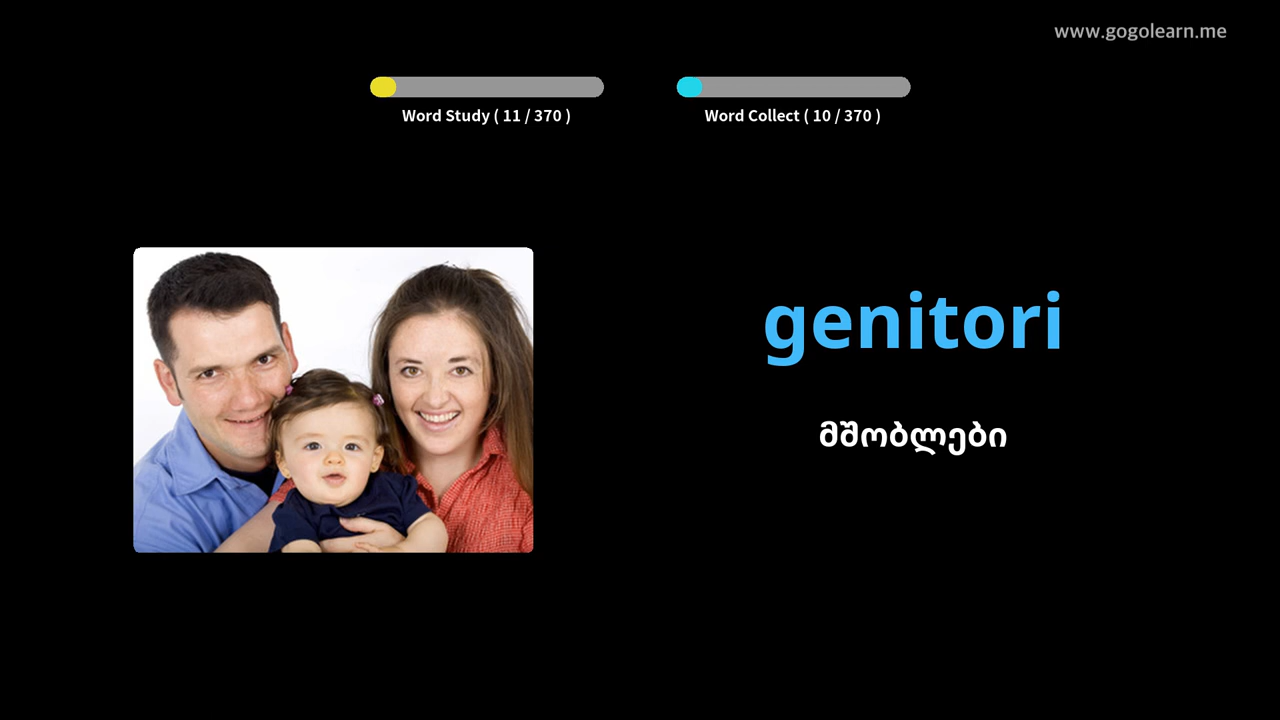 www.gogolearn.me
Word Study ( 11 / 370 )
Word Collect ( 10 / 370 )
genitori
მშობლები